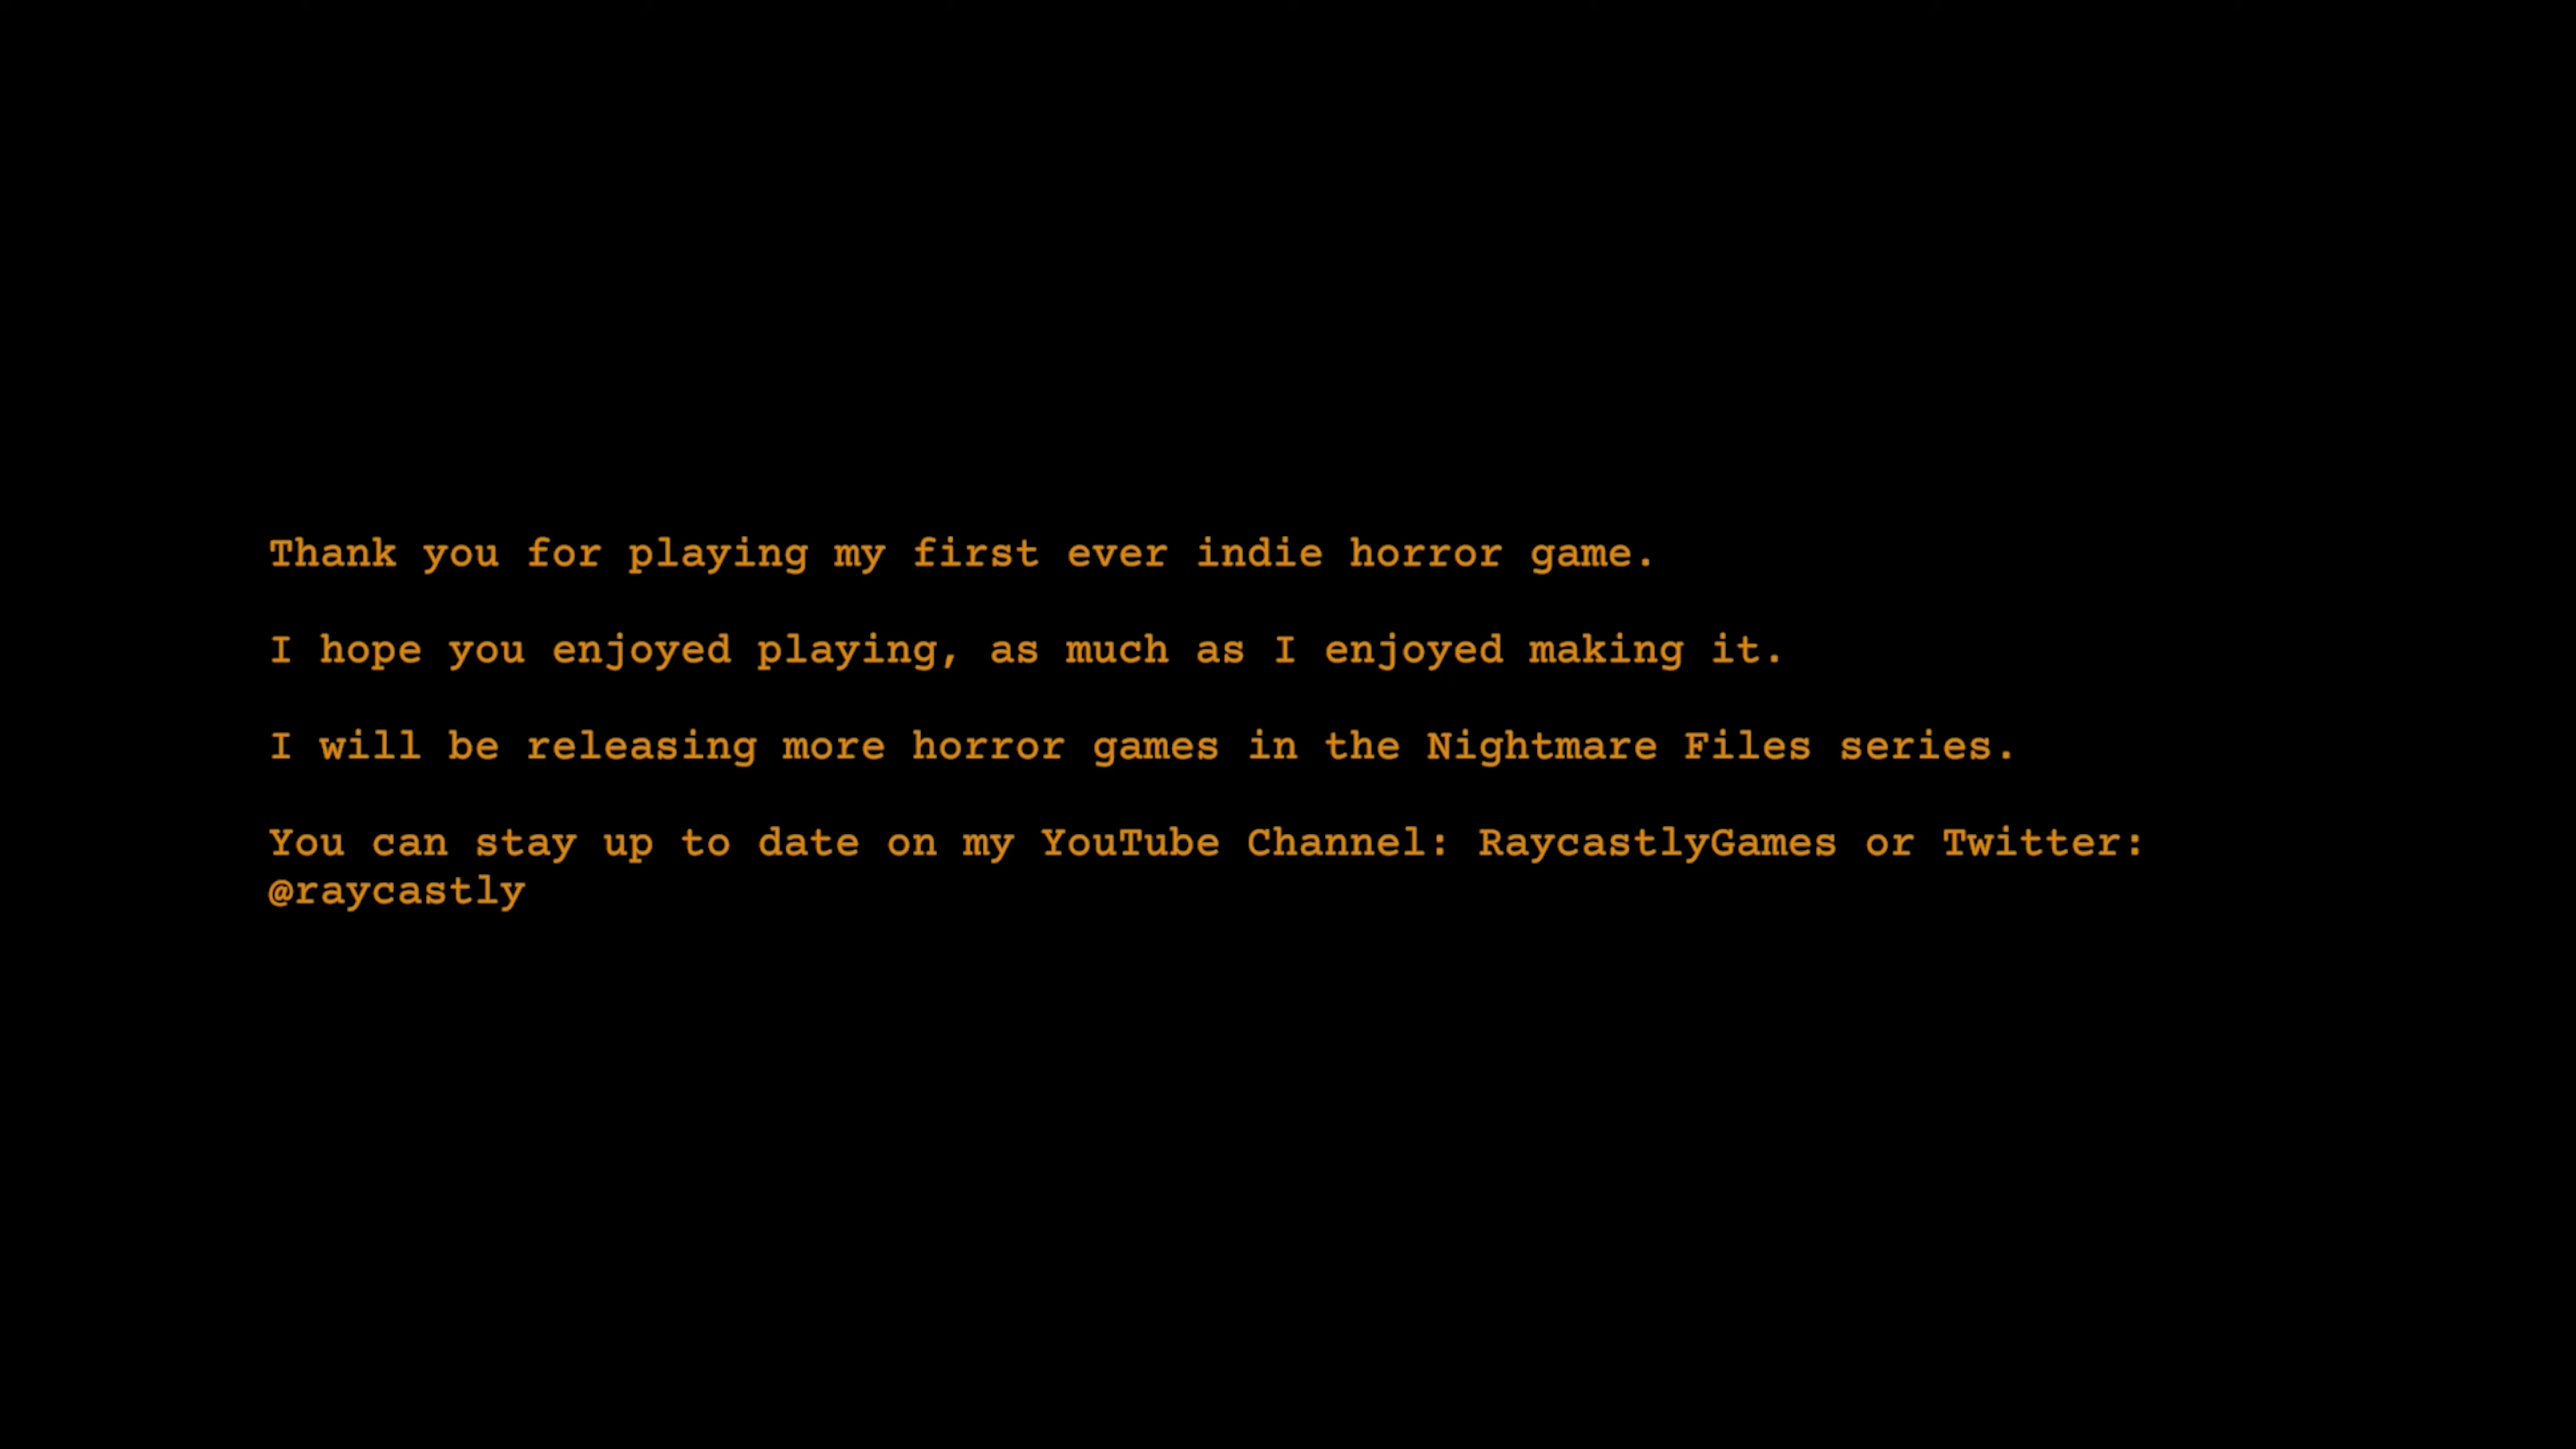 Thank you for playing my first ever indie horror game.
I hope you enjoyed playing, as much as I enjoyed making it.
I will be releasing more horror games in the Nightmare Files series.
You can stay up to date on my YouTube Channel: RaycastlyGames or Twitter:
@raycastly